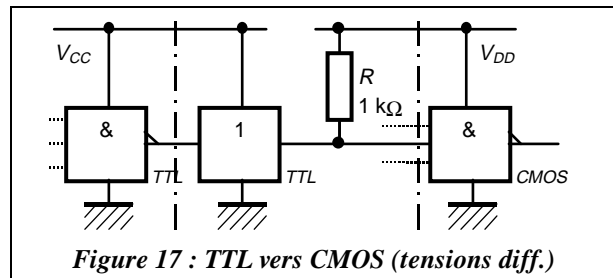 V_CC V_DD
R
1 kΩ
& 1 &
TTL TTL CMOS
Figure 17 : TTL vers CMOS (tensions diff.)